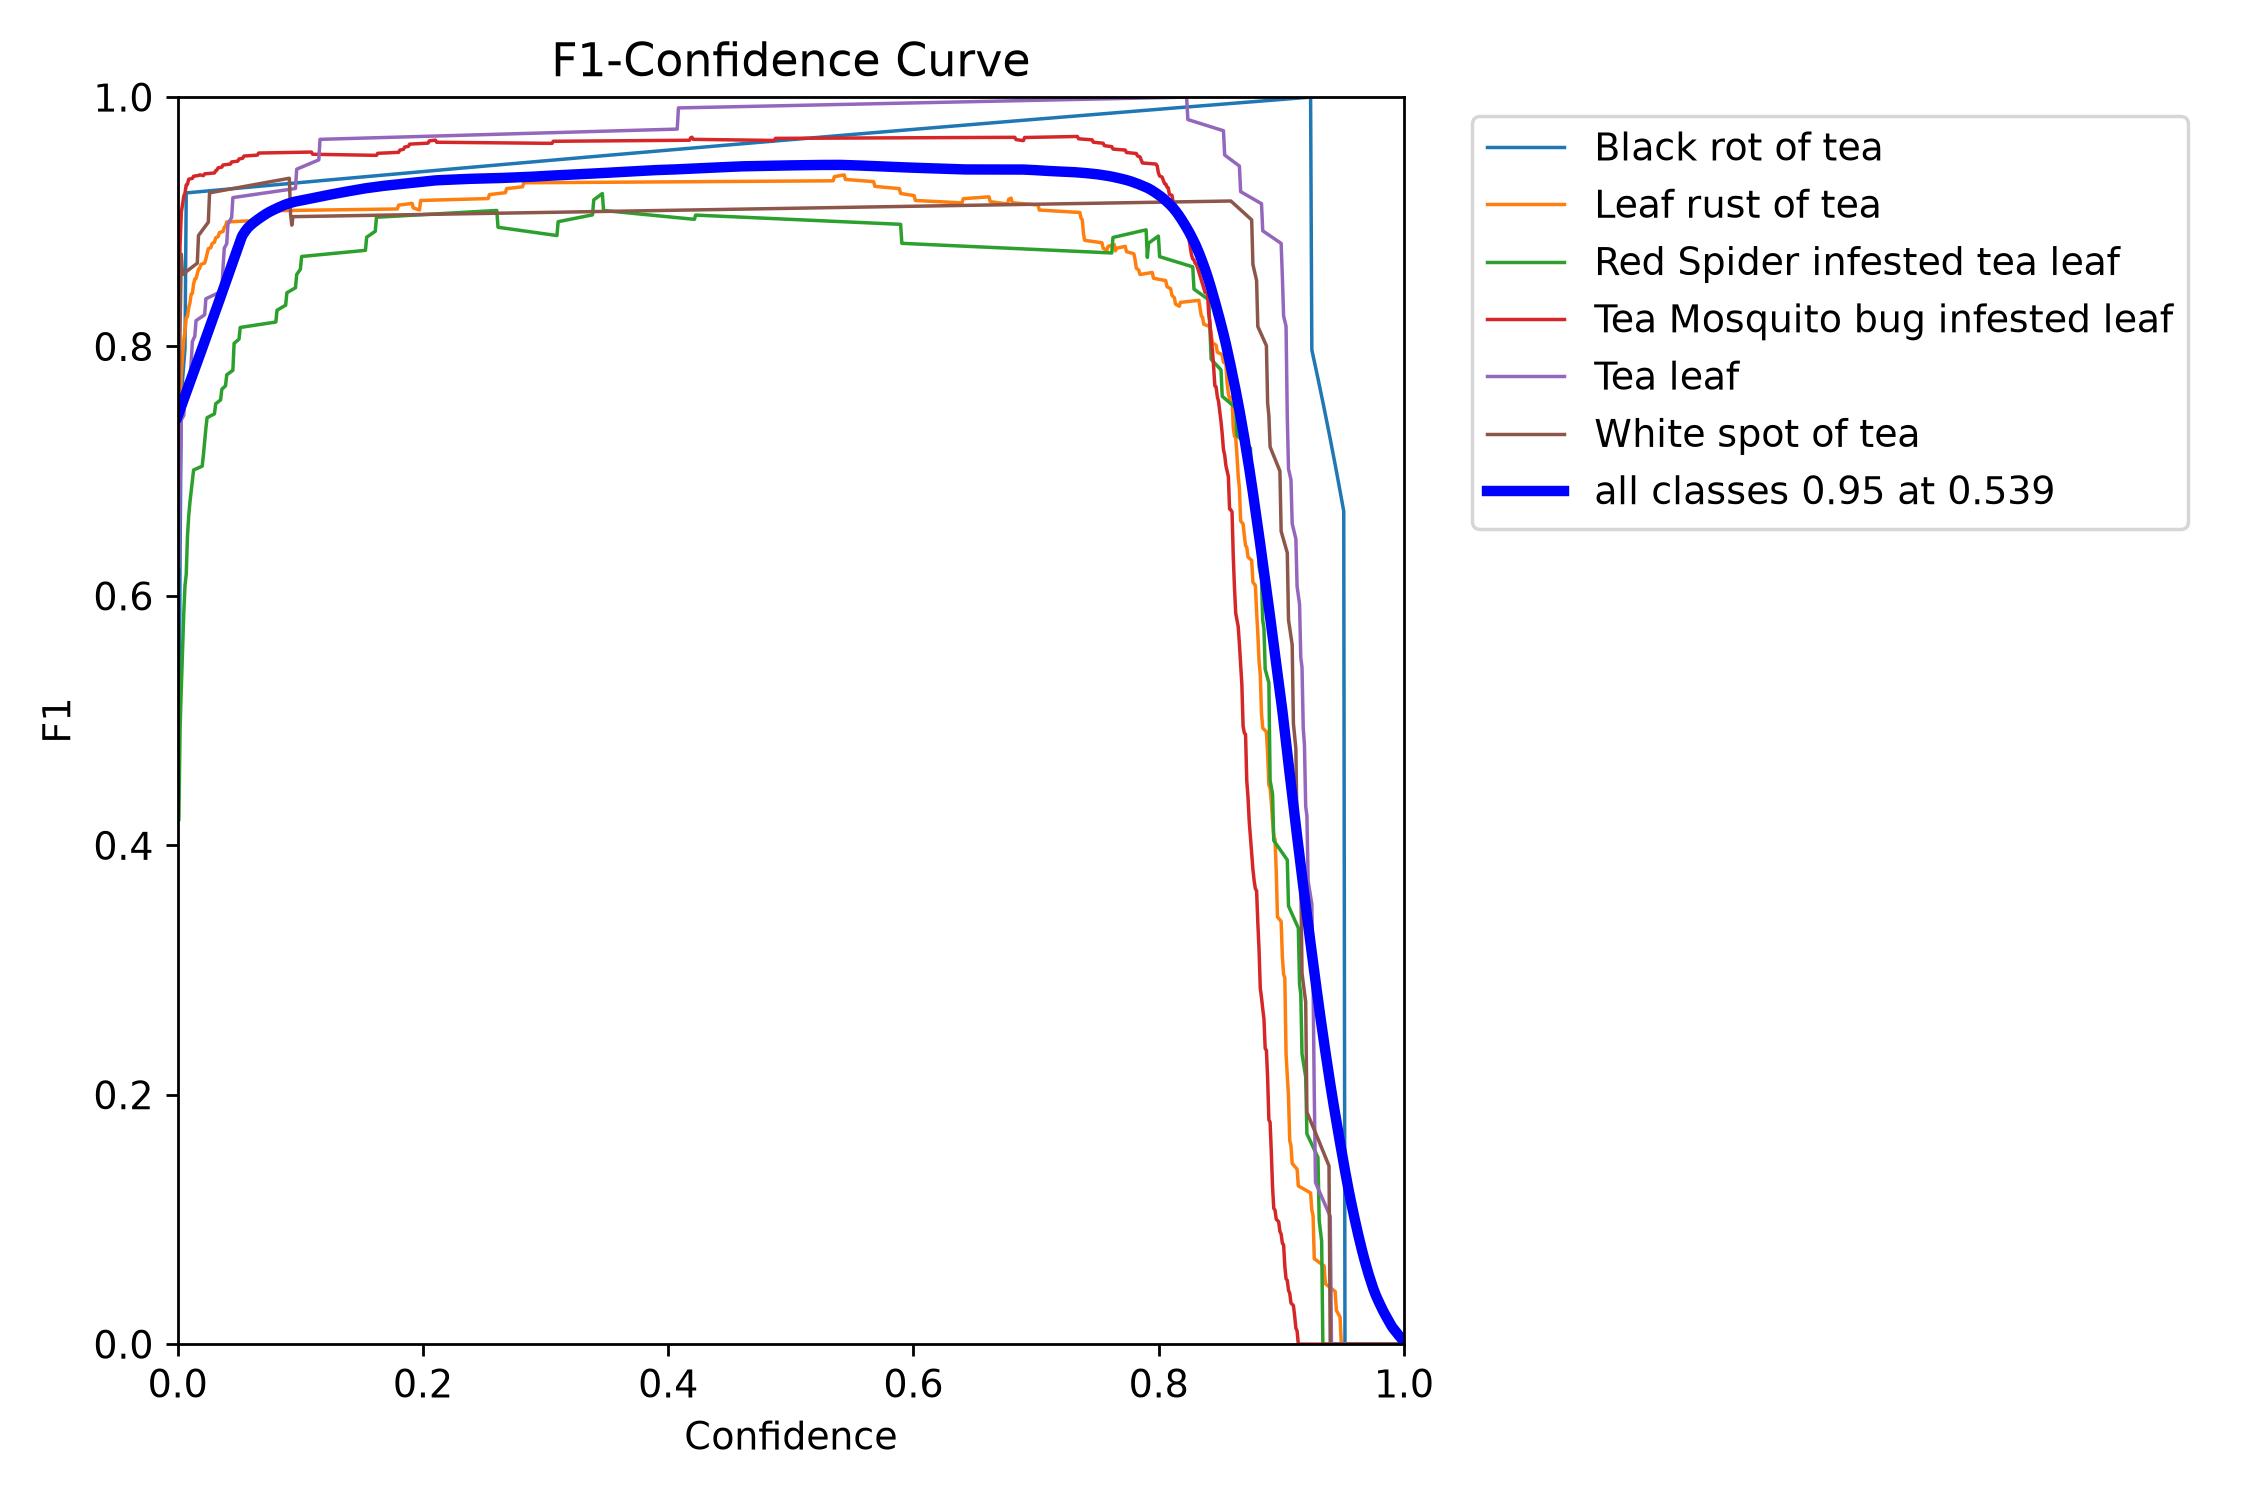 F1-Confidence Curve
1.0
0.8
0.6
0.4
0.2
0.0
F1
0.0 0.2 0.4 0.6 0.8 1.0
Confidence
Black rot of tea
Leaf rust of tea
Red Spider infested tea leaf
Tea Mosquito bug infested leaf
Tea leaf
White spot of tea
all classes 0.95 at 0.539